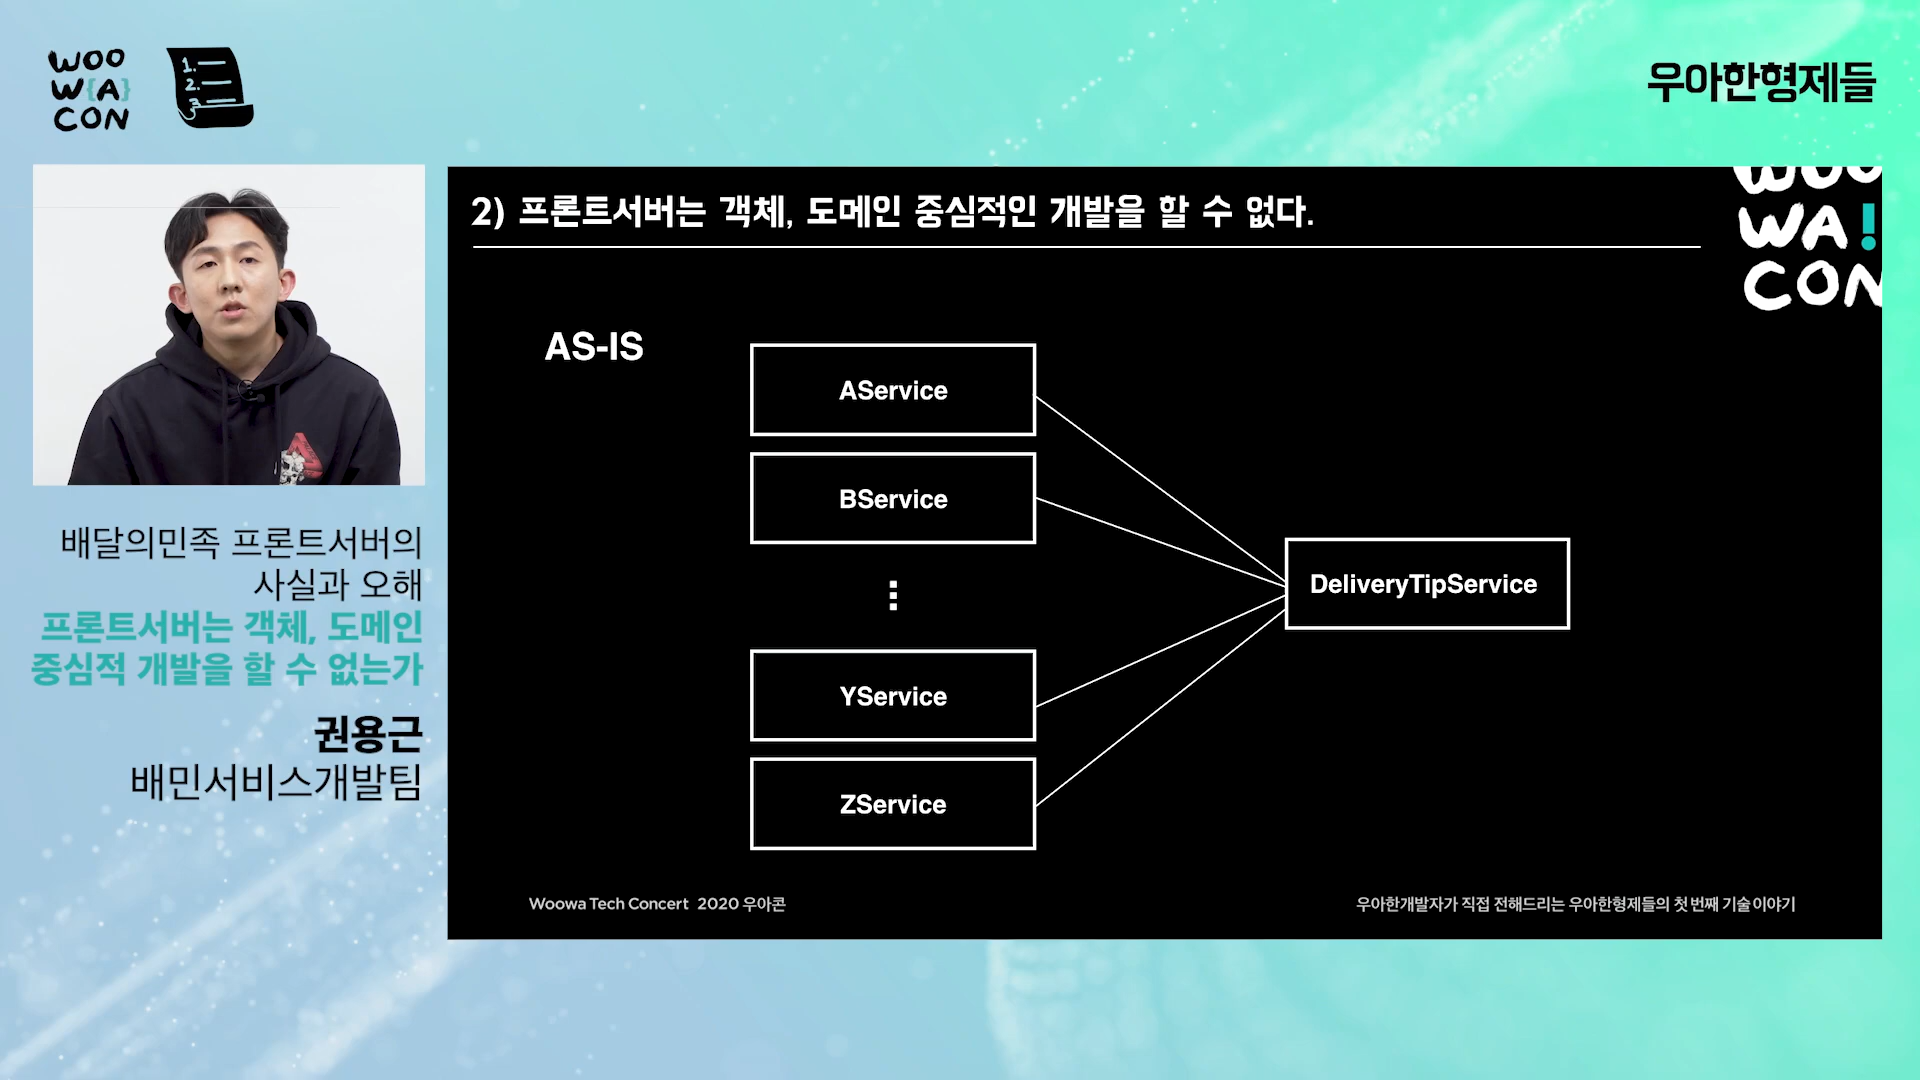 WOO
W{A}
CON
1.
2.
3.
우아한형제들
2) 프론트서버는 객체, 도메인 중심적인 개발을 할 수 없다.
WOO
WA!
CON
AS-IS
AService
BService
YService
ZService
DeliveryTipService
Woowa Tech Concert 2020 우아콘
우아한개발자가 직접 전해드리는 우아한형제들의 첫 번째 기술 이야기
배달의민족 프론트서버의
사실과 오해
프론트서버는 객체, 도메인
중심적 개발을 할 수 없는가
권용근
배민서비스개발팀